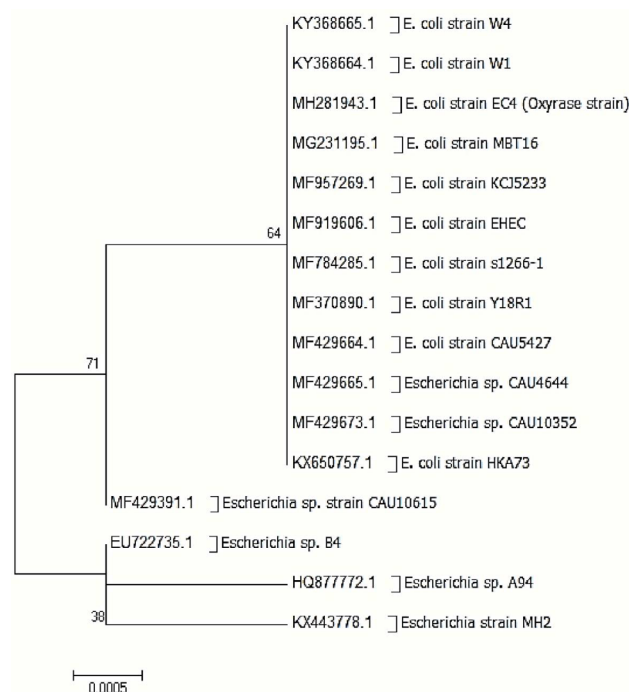 KY368665.1 E. coli strain W4
KY368664.1 E. coli strain W1
MH281943.1 E. coli strain EC4 (Oxyrase strain)
MG231195.1 E. coli strain MBT16
MF957269.1 E. coli strain KCJ5233
64 MF919606.1 E. coli strain EHEC
MF784285.1 E. coli strain s1266-1
MF370890.1 E. coli strain Y18R1
MF429664.1 E. coli strain CAU5427
71
MF429665.1 Escherichia sp. CAU4644
MF429673.1 Escherichia sp. CAU10352
KX650757.1 E. coli strain HKA73
MF429391.1 Escherichia sp. strain CAU10615
EU722735.1 Escherichia sp. B4
HQ877772.1 Escherichia sp. A94
38 KX443778.1 Escherichia strain MH2
0.0005